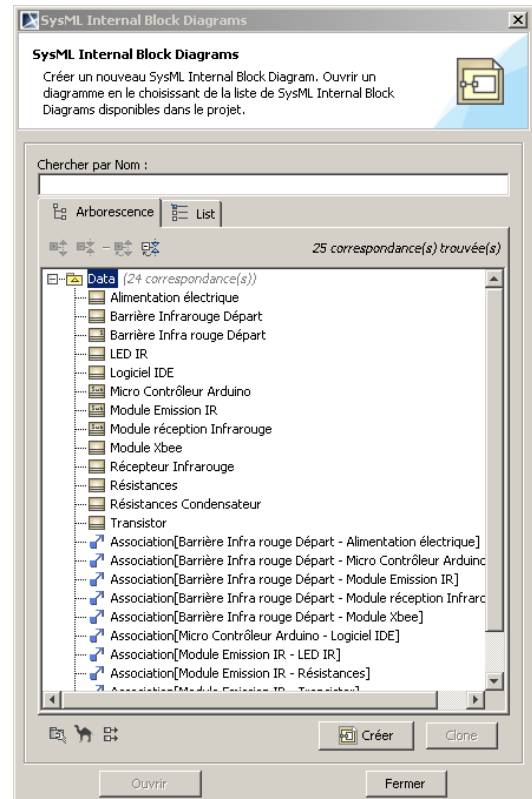 SysML Internal Block Diagrams
SysML Internal Block Diagrams
Créer un nouveau SysML Internal Block Diagram. Ouvrir un
diagramme en le choisissant de la liste de SysML Internal Block
Diagrams disponibles dans le projet.
Chercher par Nom :
Arborescence
List
25 correspondance(s) trouvée(s)
Data (24 correspondance(s))
Alimentation électrique
Barrière Infrarouge Départ
Barrière Infra rouge Départ
LED IR
Logiciel IDE
Micro Contrôleur Arduino
Module Emission IR
Module réception Infrarouge
Module Xbee
Récepteur Infrarouge
Résistances
Résistances Condensateur
Transistor
Association[Barrière Infra rouge Départ - Alimentation électrique]
Association[Barrière Infra rouge Départ - Micro Contrôleur Arduino
Association[Barrière Infra rouge Départ - Module Emission IR]
Association[Barrière Infra rouge Départ - Module réception Infrarc
Association[Barrière Infra rouge Départ - Module Xbee]
Association[Micro Contrôleur Arduino - Logiciel IDE]
Association[Module Emission IR - LED IR]
Association[Module Emission IR - Résistances]
Association[Module Emission IR - Transistor]
Créer
Clone
Ouvrir
Fermer